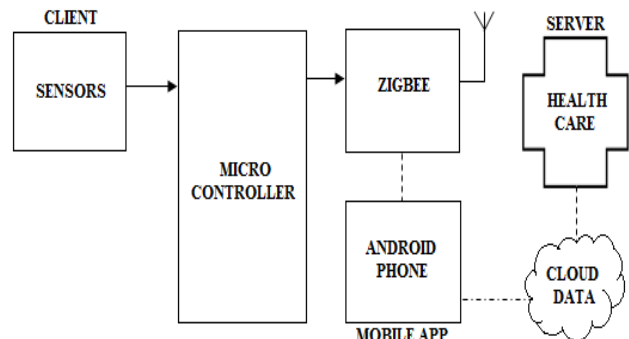 CLIENT
SENSORS
MICRO
CONTROLLER
ZIGBEE
ANDROID
PHONE
MOBILE APP
SERVER
HEALTH
CARE
CLOUD
DATA